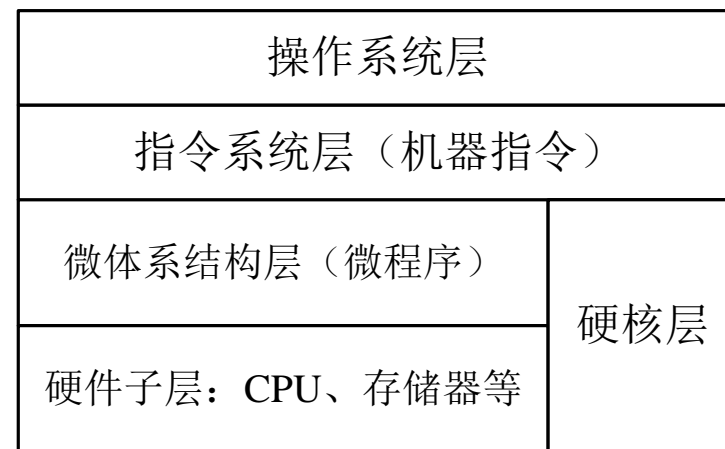 操作系统层
指令系统层（机器指令）
微体系结构层（微程序）
硬核层
硬件子层：CPU、存储器等